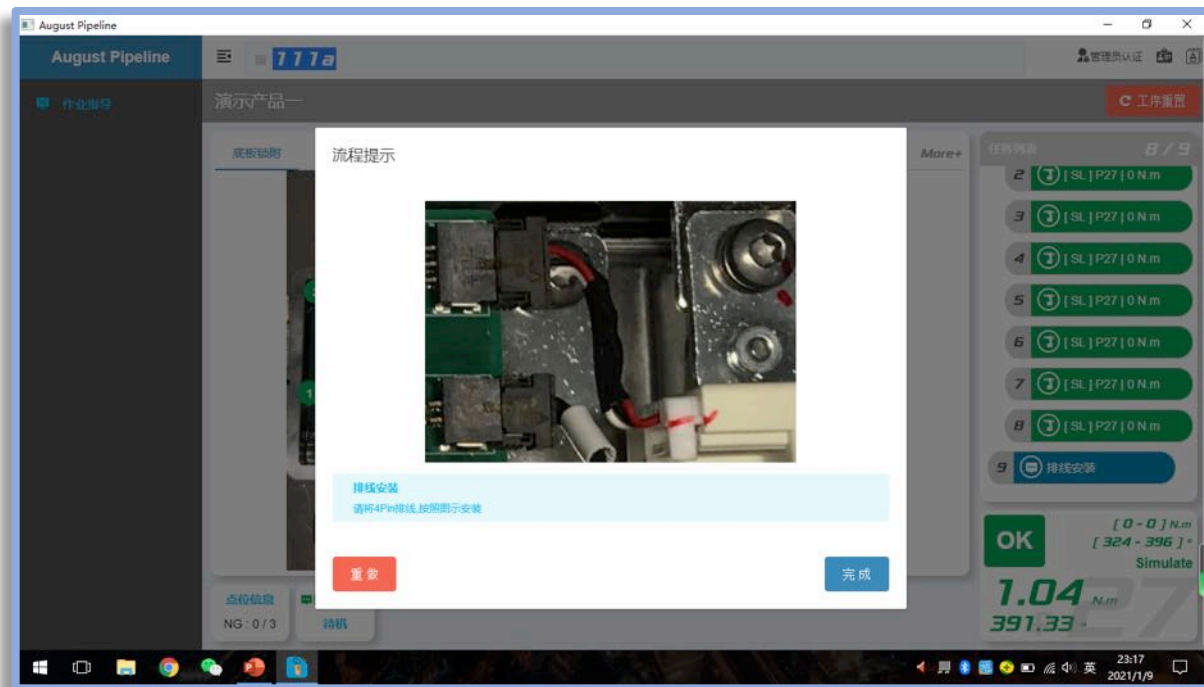 August Pipeline
August Pipeline
111a
管理员认证
作业指导
演示产品一
工序重置
底板锁附
More+
流程提示
任务列表
8 / 9
2 [ SL ] P27 | 0 N.m
3 [ SL ] P27 | 0 N.m
4 [ SL ] P27 | 0 N.m
5 [ SL ] P27 | 0 N.m
6 [ SL ] P27 | 0 N.m
7 [ SL ] P27 | 0 N.m
8 [ SL ] P27 | 0 N.m
9 排线安装
排线安装
请将4Pin排线,按照图示安装
重做
完成
OK
[ 0 - 0 ] N.m
[ 324 - 396 ] °
Simulate
27
1.04 N.m
391.33 °
点位信息
NG : 0 / 3
待机
英
23:17
2021/1/9